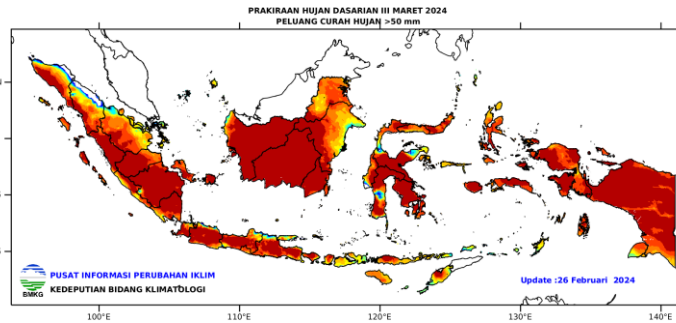 PRAKIRAAN HUJAN DASARIAN III MARET 2024
PELUANG CURAH HUJAN >50 mm
PUSAT INFORMASI PERUBAHAN IKLIM
KEDEPUTIAN BIDANG KLIMATOLOGI
BMKG
Update :26 Februari 2024
100°E 110°E 120°E 130°E 140°E